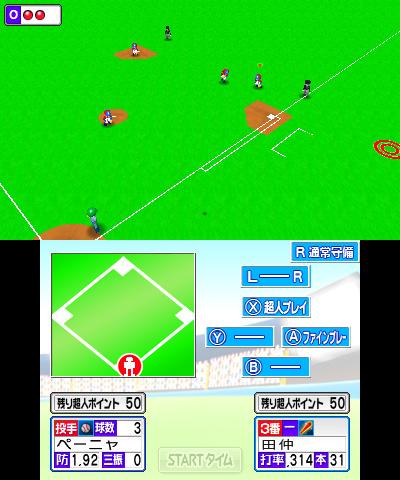 O
R 通常守備
L ── R
X 超人プレイ
Y ── A ファインプレー
B ──
残り超人ポイント 50
残り超人ポイント 50
投手 球数 3
ペーニャ
防 1.92 三振 0
STARTタイム
3番 一
田仲
打率 .314 本 31